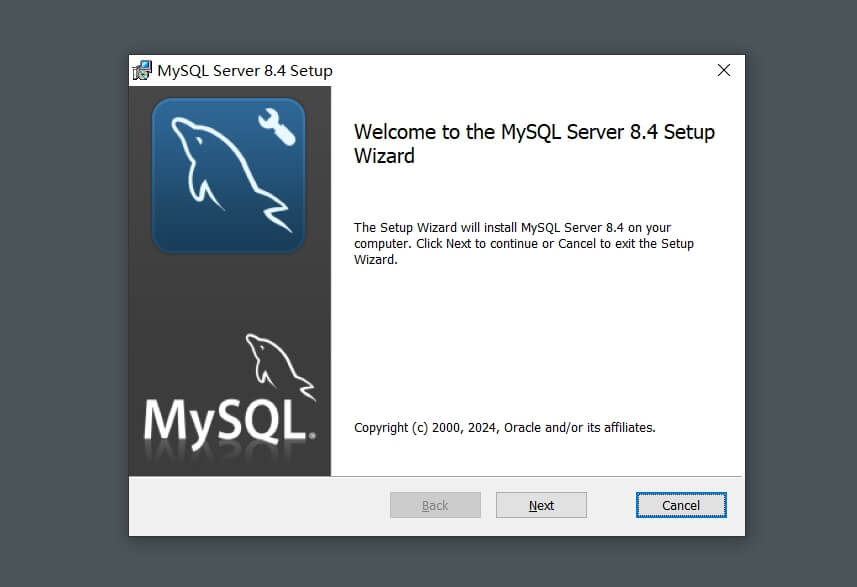 MySQL Server 8.4 Setup
Welcome to the MySQL Server 8.4 Setup
Wizard
The Setup Wizard will install MySQL Server 8.4 on your
computer. Click Next to continue or Cancel to exit the Setup
Wizard.
MySQL®
Copyright (c) 2000, 2024, Oracle and/or its affiliates.
Back
Next
Cancel